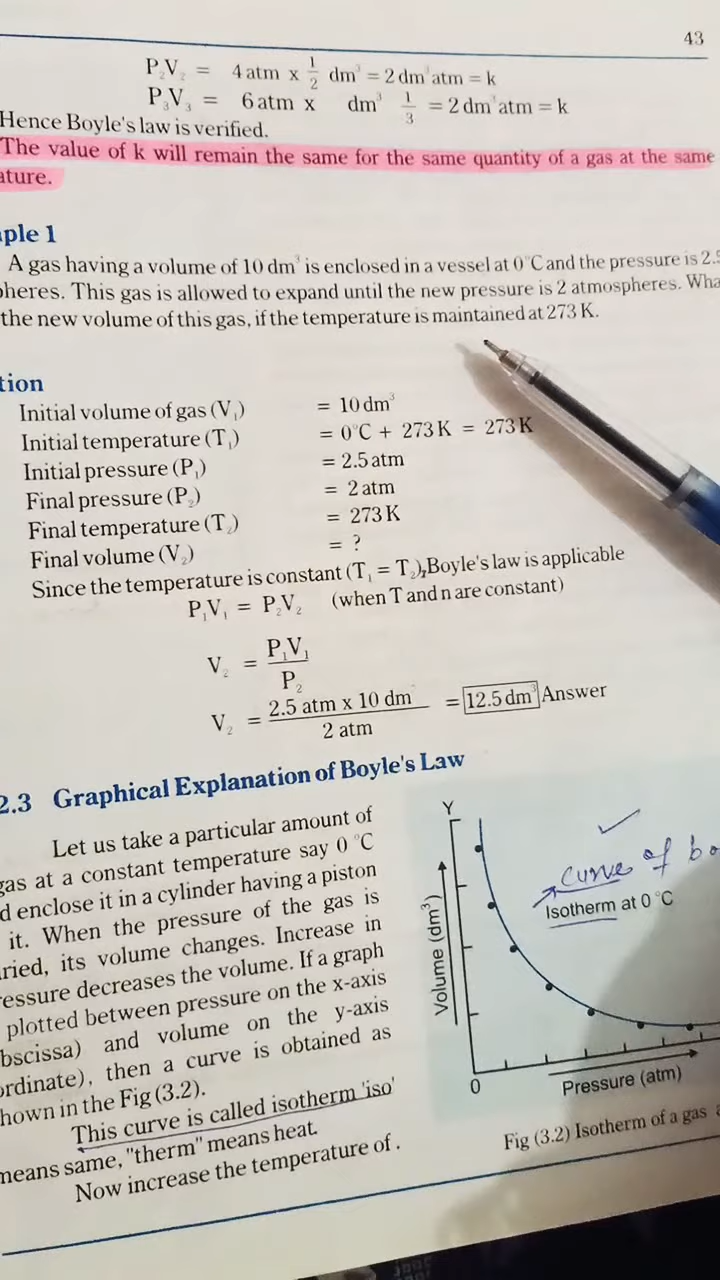 43
P₂V₂ = 4 atm x 1/2 dm³ = 2 dm³ atm = k
P₃V₃ = 6 atm x dm³ 1/3 = 2 dm³ atm = k
Hence Boyle's law is verified.
The value of k will remain the same for the same quantity of a gas at the same
ature.
ple 1
A gas having a volume of 10 dm³ is enclosed in a vessel at 0°C and the pressure is 2.5
heres. This gas is allowed to expand until the new pressure is 2 atmospheres. Wha
the new volume of this gas, if the temperature is maintained at 273 K.
tion
Initial volume of gas (V₁) = 10 dm³
Initial temperature (T₁) = 0°C + 273 K = 273 K
Initial pressure (P₁) = 2.5 atm
Final pressure (P₂) = 2 atm
Final temperature (T₂) = 273 K
Final volume (V₂) = ?
Since the temperature is constant (T₁ = T₂), Boyle's law is applicable
P₁V₁ = P₂V₂ (when T and n are constant)
V₂ = P₁V₁ / P₂
V₂ = 2.5 atm x 10 dm / 2 atm = 12.5 dm³ Answer
2.3 Graphical Explanation of Boyle's Law
Let us take a particular amount of
gas at a constant temperature say 0 °C
d enclose it in a cylinder having a piston
it. When the pressure of the gas is
ried, its volume changes. Increase in
essure decreases the volume. If a graph
plotted between pressure on the x-axis
bscissa) and volume on the y-axis
ordinate), then a curve is obtained as
hown in the Fig (3.2).
This curve is called isotherm 'iso'
means same, "therm" means heat.
Now increase the temperature of .
Y
curve of bo
Isotherm at 0 °C
Volume (dm³)
0
Pressure (atm)
Fig (3.2) Isotherm of a gas